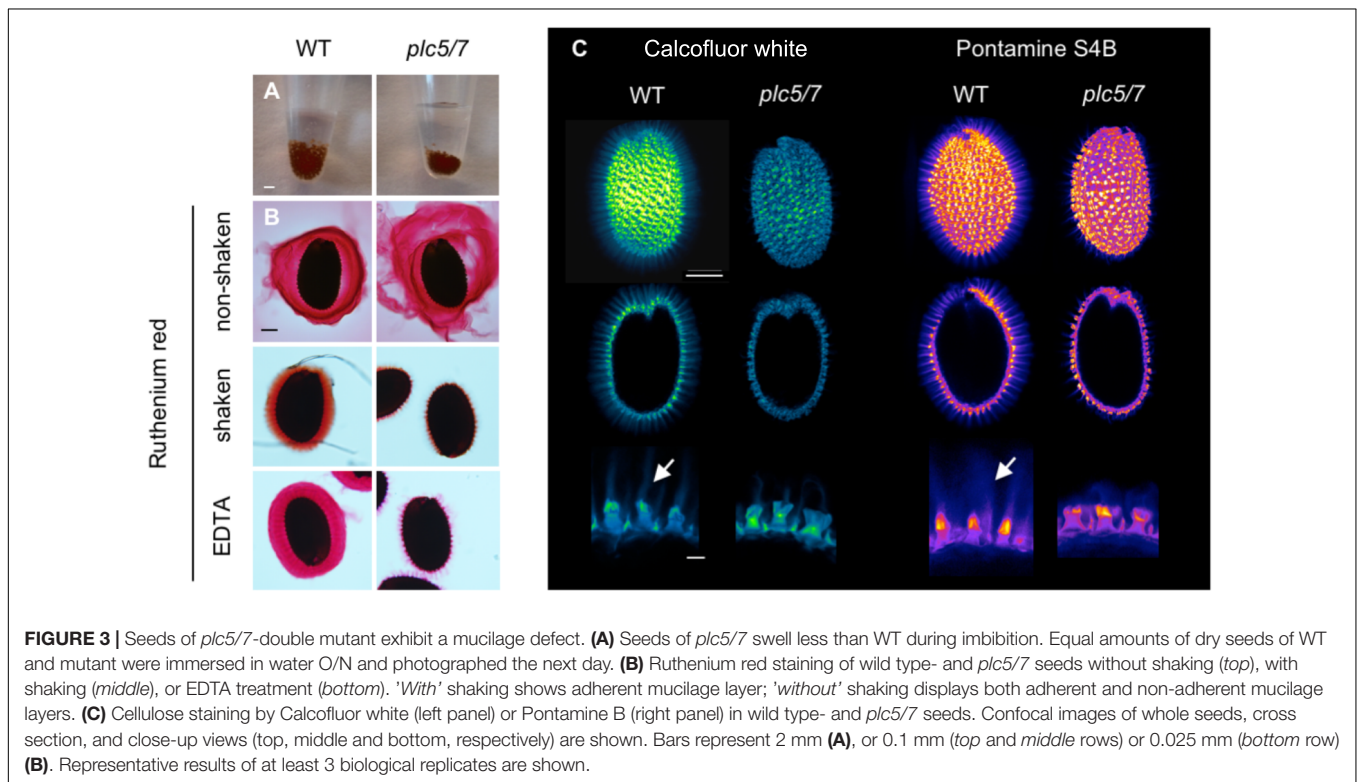 WT plc5/7
A
B
Ruthenium red
non-shaken
shaken
EDTA
C Calcofluor white Pontamine S4B
WT plc5/7 WT plc5/7
FIGURE 3 | Seeds of plc5/7-double mutant exhibit a mucilage defect. (A) Seeds of plc5/7 swell less than WT during imbibition. Equal amounts of dry seeds of WT
and mutant were immersed in water O/N and photographed the next day. (B) Ruthenium red staining of wild type- and plc5/7 seeds without shaking (top), with
shaking (middle), or EDTA treatment (bottom). 'With' shaking shows adherent mucilage layer; 'without' shaking displays both adherent and non-adherent mucilage
layers. (C) Cellulose staining by Calcofluor white (left panel) or Pontamine B (right panel) in wild type- and plc5/7 seeds. Confocal images of whole seeds, cross
section, and close-up views (top, middle and bottom, respectively) are shown. Bars represent 2 mm (A), or 0.1 mm (top and middle rows) or 0.025 mm (bottom row)
(B). Representative results of at least 3 biological replicates are shown.